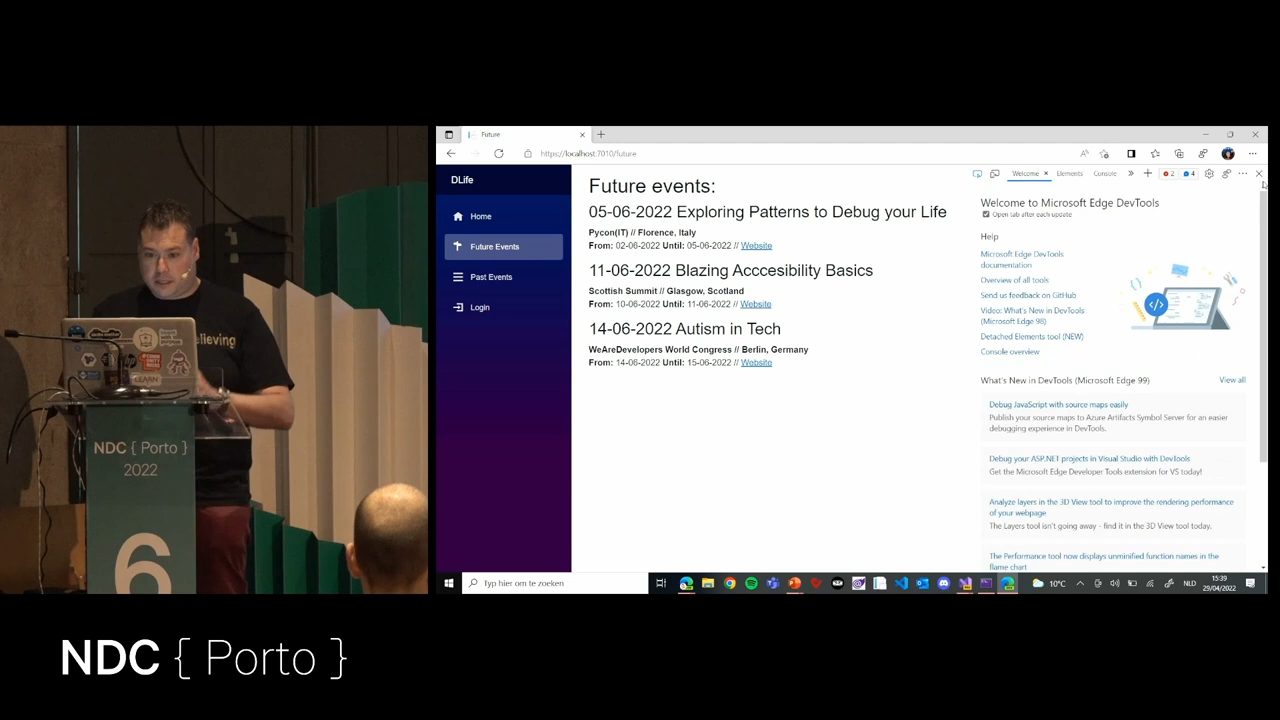 Future
https://localhost:7010/future
DLife
Home
Future Events
Past Events
Login
Future events:
05-06-2022 Exploring Patterns to Debug your Life
Pycon(IT) // Florence, Italy
From: 02-06-2022 Until: 05-06-2022 // Website
11-06-2022 Blazing Acccesibility Basics
Scottish Summit // Glasgow, Scotland
From: 10-06-2022 Until: 11-06-2022 // Website
14-06-2022 Autism in Tech
WeAreDevelopers World Congress // Berlin, Germany
From: 14-06-2022 Until: 15-06-2022 // Website
Welcome
Elements
Console
2
4
Welcome to Microsoft Edge DevTools
Open tab after each update
Help
Microsoft Edge DevTools
documentation
Overview of all tools
Send us feedback on GitHub
Video: What's New in DevTools
(Microsoft Edge 98)
Detached Elements tool (NEW)
Console overview
What's New in DevTools (Microsoft Edge 99)
View all
Debug JavaScript with source maps easily
Publish your source maps to Azure Artifacts Symbol Server for an easier
debugging experience in DevTools.
Debug your ASP.NET projects in Visual Studio with DevTools
Get the Microsoft Edge Developer Tools extension for VS today!
Analyze layers in the 3D View tool to improve the rendering performance
of your webpage
The Layers tool isn't going away - find it in the 3D View tool today.
The Performance tool now displays unminified function names in the
flame chart
Typ hier om te zoeken
10°C
NLD
15:39
29/04/2022
elieving
LEARN
NDC { Porto }
2022
6
NDC { Porto }